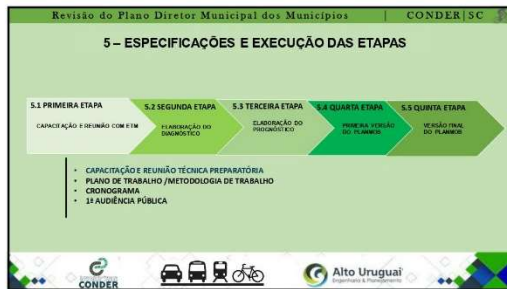 Revisão do Plano Diretor Municipal dos Municípios | CONDER|SC
5 – ESPECIFICAÇÕES E EXECUÇÃO DAS ETAPAS
5.1 PRIMEIRA ETAPA
CAPACITAÇÃO E REUNIÃO COM ETM
5.2 SEGUNDA ETAPA
ELABORAÇÃO DO
DIAGNÓSTICO
5.3 TERCEIRA ETAPA
ELABORAÇÃO DO
PROGNÓSTICO
5.4 QUARTA ETAPA
PRIMEIRA VERSÃO
DO PLANMOB
5.5 QUINTA ETAPA
VERSÃO FINAL
DO PLANMOB
• CAPACITAÇÃO E REUNIÃO TÉCNICA PREPARATÓRIA
• PLANO DE TRABALHO /METODOLOGIA DE TRABALHO
• CRONOGRAMA
• 1ª AUDIÊNCIA PÚBLICA
CONDER
Alto Uruguai
Engenharia & Planejamento